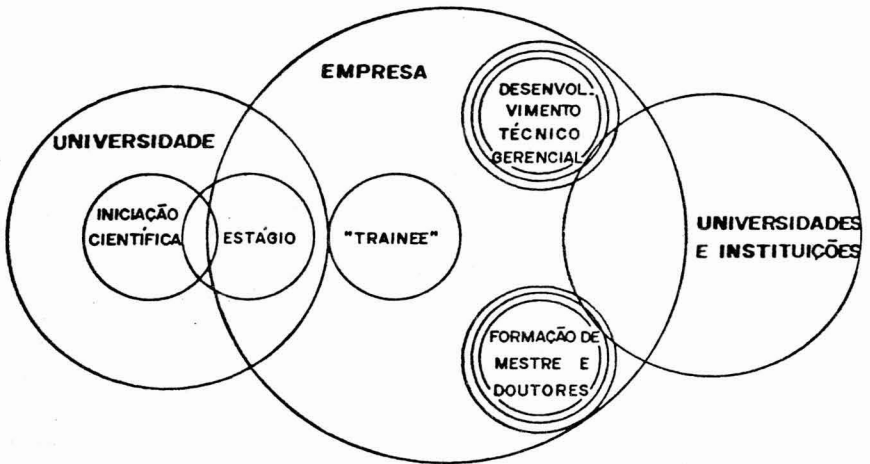 EMPRESA
UNIVERSIDADE
INICIAÇÃO
CIENTÍFICA
ESTÁGIO
"TRAINEE"
DESENVOL-
VIMENTO
TÉCNICO
GERENCIAL
FORMAÇÃO DE
MESTRE E
DOUTORES
UNIVERSIDADES
E INSTITUIÇÕES